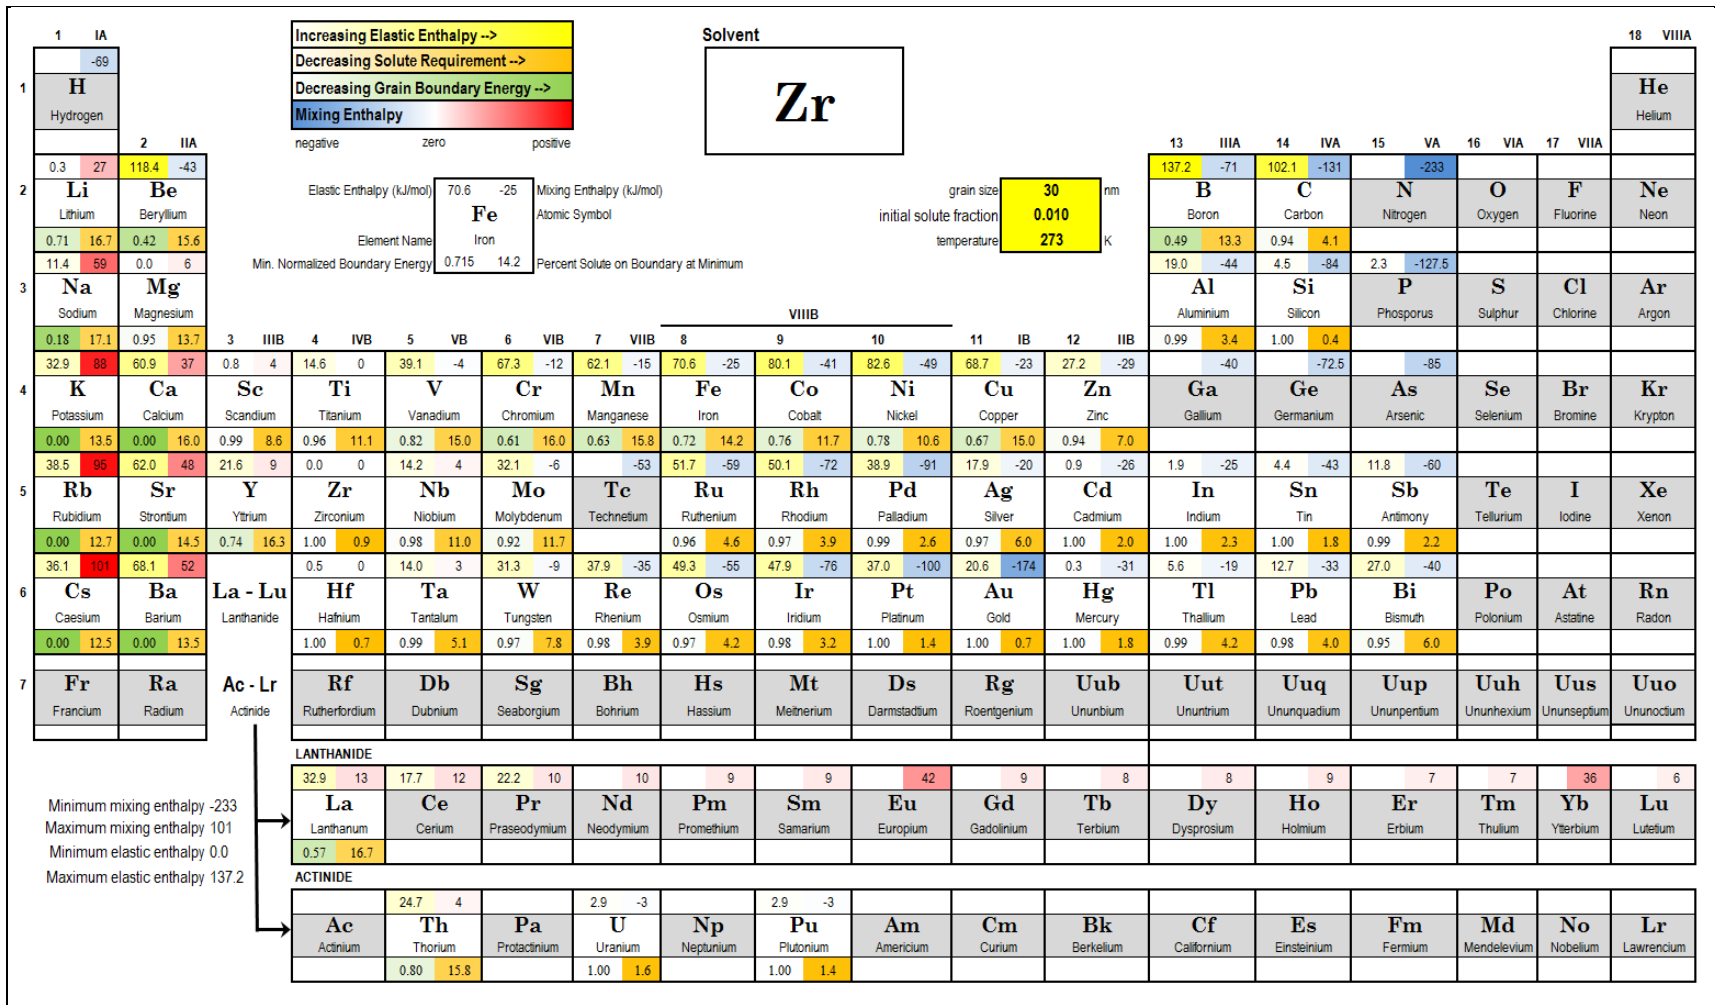 1 IA
Increasing Elastic Enthalpy -->
Solvent
18 VIIIA
-69
Decreasing Solute Requirement -->
1 H
Decreasing Grain Boundary Energy -->
Zr
He
Hydrogen
Mixing Enthalpy
Helium
2 IIA
negative zero positive
13 IIIA 14 IVA 15 VA 16 VIA 17 VIIA
0.3 27 118.4 -43 137.2 -71 102.1 -131 -233
2 Li Be
Elastic Enthalpy (kJ/mol) 70.6 -25 Mixing Enthalpy (kJ/mol)
grain size 30 nm
B C N O F Ne
Lithium Beryllium
Fe Atomic Symbol
initial solute fraction 0.010
Boron Carbon Nitrogen Oxygen Fluorine Neon
0.71 16.7 0.42 15.6
Element Name Iron
temperature 273 K
0.49 13.3 0.94 4.1
11.4 59 0.0 6
Min. Normalized Boundary Energy 0.715 14.2 Percent Solute on Boundary at Minimum
19.0 -44 4.5 -84 2.3 -127.5
3 Na Mg Al Si P S Cl Ar
Sodium Magnesium Aluminium Silicon Phosporus Sulphur Chlorine Argon
VIIIB
0.18 17.1 0.95 13.7 3 IIIB 4 IVB 5 VB 6 VIB 7 VIIB 8 9 10 11 IB 12 IIB 0.99 3.4 1.00 0.4
32.9 88 60.9 37 0.8 4 14.6 0 39.1 -4 67.3 -12 62.1 -15 70.6 -25 80.1 -41 82.6 -49 68.7 -23 27.2 -29 -40 -72.5 -85
4 K Ca Sc Ti V Cr Mn Fe Co Ni Cu Zn Ga Ge As Se Br Kr
Potassium Calcium Scandium Titanium Vanadium Chromium Manganese Iron Cobalt Nickel Copper Zinc Gallium Germanium Arsenic Selenium Bromine Krypton
0.00 13.5 0.00 16.0 0.99 8.6 0.96 11.1 0.82 15.0 0.61 16.0 0.63 15.8 0.72 14.2 0.76 11.7 0.78 10.6 0.67 15.0 0.94 7.0
38.5 95 62.0 48 21.6 9 0.0 0 14.2 4 32.1 -6 -53 51.7 -59 50.1 -72 38.9 -91 17.9 -20 0.9 -26 1.9 -25 4.4 -43 11.8 -60
5 Rb Sr Y Zr Nb Mo Tc Ru Rh Pd Ag Cd In Sn Sb Te I Xe
Rubidium Strontium Yttrium Zirconium Niobium Molybdenum Technetium Ruthenium Rhodium Palladium Silver Cadmium Indium Tin Antimony Tellurium Iodine Xenon
0.00 12.7 0.00 14.5 0.74 16.3 1.00 0.9 0.98 11.0 0.92 11.7 0.96 4.6 0.97 3.9 0.99 2.6 0.97 6.0 1.00 2.0 1.00 2.3 1.00 1.8 0.99 2.2
36.1 101 68.1 52 0.5 0 14.0 3 31.3 -9 37.9 -35 49.3 -55 47.9 -76 37.0 -100 20.6 -174 0.3 -31 5.6 -19 12.7 -33 27.0 -40
6 Cs Ba La - Lu Hf Ta W Re Os Ir Pt Au Hg Tl Pb Bi Po At Rn
Caesium Barium Lanthanide Hafnium Tantalum Tungsten Rhenium Osmium Iridium Platinum Gold Mercury Thallium Lead Bismuth Polonium Astatine Radon
0.00 12.5 0.00 13.5 1.00 0.7 0.99 5.1 0.97 7.8 0.98 3.9 0.97 4.2 0.98 3.2 1.00 1.4 1.00 0.7 1.00 1.8 0.99 4.2 0.98 4.0 0.95 6.0
7 Fr Ra Ac - Lr Rf Db Sg Bh Hs Mt Ds Rg Uub Uut Uuq Uup Uuh Uus Uuo
Francium Radium Actinide Rutherfordium Dubnium Seaborgium Bohrium Hassium Meitnerium Darmstadtium Roentgenium Ununbium Ununtrium Ununquadium Ununpentium Ununhexium Ununseptium Ununoctium
LANTHANIDE
32.9 13 17.7 12 22.2 10 10 9 9 42 9 8 8 9 7 7 36 6
La Ce Pr Nd Pm Sm Eu Gd Tb Dy Ho Er Tm Yb Lu
Lanthanum Cerium Praseodymium Neodymium Promethium Samarium Europium Gadolinium Terbium Dysprosium Holmium Erbium Thulium Ytterbium Lutetium
0.57 16.7
Minimum mixing enthalpy -233
Maximum mixing enthalpy 101
Minimum elastic enthalpy 0.0
Maximum elastic enthalpy 137.2
ACTINIDE
24.7 4 2.9 -3 2.9 -3
Ac Th Pa U Np Pu Am Cm Bk Cf Es Fm Md No Lr
Actinium Thorium Protactinium Uranium Neptunium Plutonium Americium Curium Berkelium Californium Einsteinium Fermium Mendelevium Nobelium Lawrencium
0.80 15.8 1.00 1.6 1.00 1.4